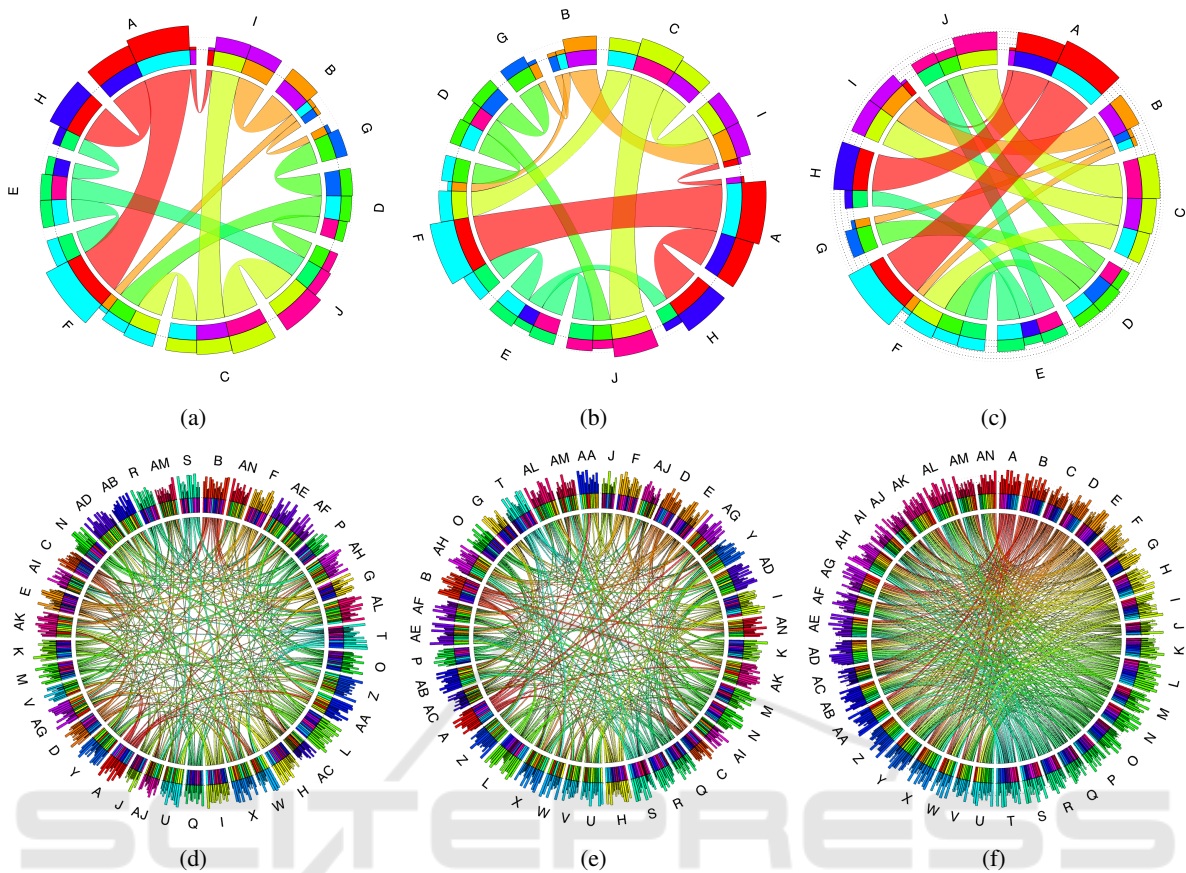 A
I
B
G
D
J
C
F
E
H
B
C
I
A
H
J
E
F
D
G
J
A
B
C
D
E
F
G
H
I
(a)
(b)
(c)
S
B
AN
F
AE
AF
P
AH
G
AL
T
O
Z
AA
L
AC
H
W
X
I
Q
U
AJ
J
A
Y
D
AG
V
M
K
AK
E
AI
C
N
AD
AB
R
AM
AA
J
F
AJ
D
E
AG
Y
AD
I
AN
K
AK
M
N
AI
C
Q
R
S
H
U
V
W
X
L
Z
A
AC
AB
P
AE
AF
B
AH
O
G
T
AL
AM
A
B
C
D
E
F
G
H
I
J
K
L
M
N
O
P
Q
R
S
T
U
V
W
X
Y
Z
AA
AB
AC
AD
AE
AF
AG
AH
AI
AJ
AK
AL
AM
AN
SCITEPRESS
(d)
(e)
(f)